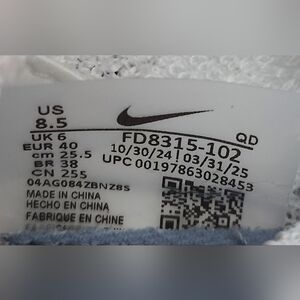 US
8.5
UK 6
EUR 40
cm 25.5
BR 38
CN 255
04AG084ZBNZ8S
MADE IN CHINA
HECHO EN CHINA
FABRIQUE EN CHINE
QD
FD8315-102
10/30/24 | 03/31/25
UPC 00197863028453